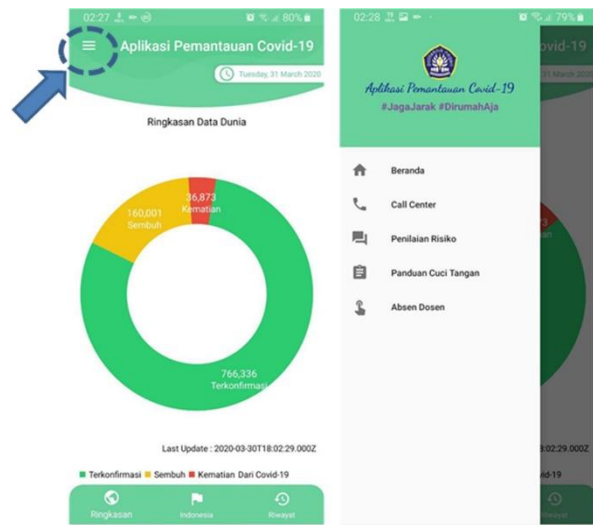 02:27
80%
Aplikasi Pemantauan Covid-19
Tuesday, 31 March 2020
Ringkasan Data Dunia
36,873
Kematian
160,001
Sembuh
766,336
Terkonfirmasi
Last Update : 2020-03-30T18:02:29.000Z
Terkonfirmasi Sembuh Kematian Dari Covid-19
Ringkasan
Indonesia
Riwayat
02:28
79%
ovid-19
31 March 2020
Aplikasi Pemantauan Covid-19
#JagaJarak #DirumahAja
Beranda
Call Center
Penilaian Risiko
Panduan Cuci Tangan
Absen Dosen
8:02:29.000Z
vid-19
Riwayat